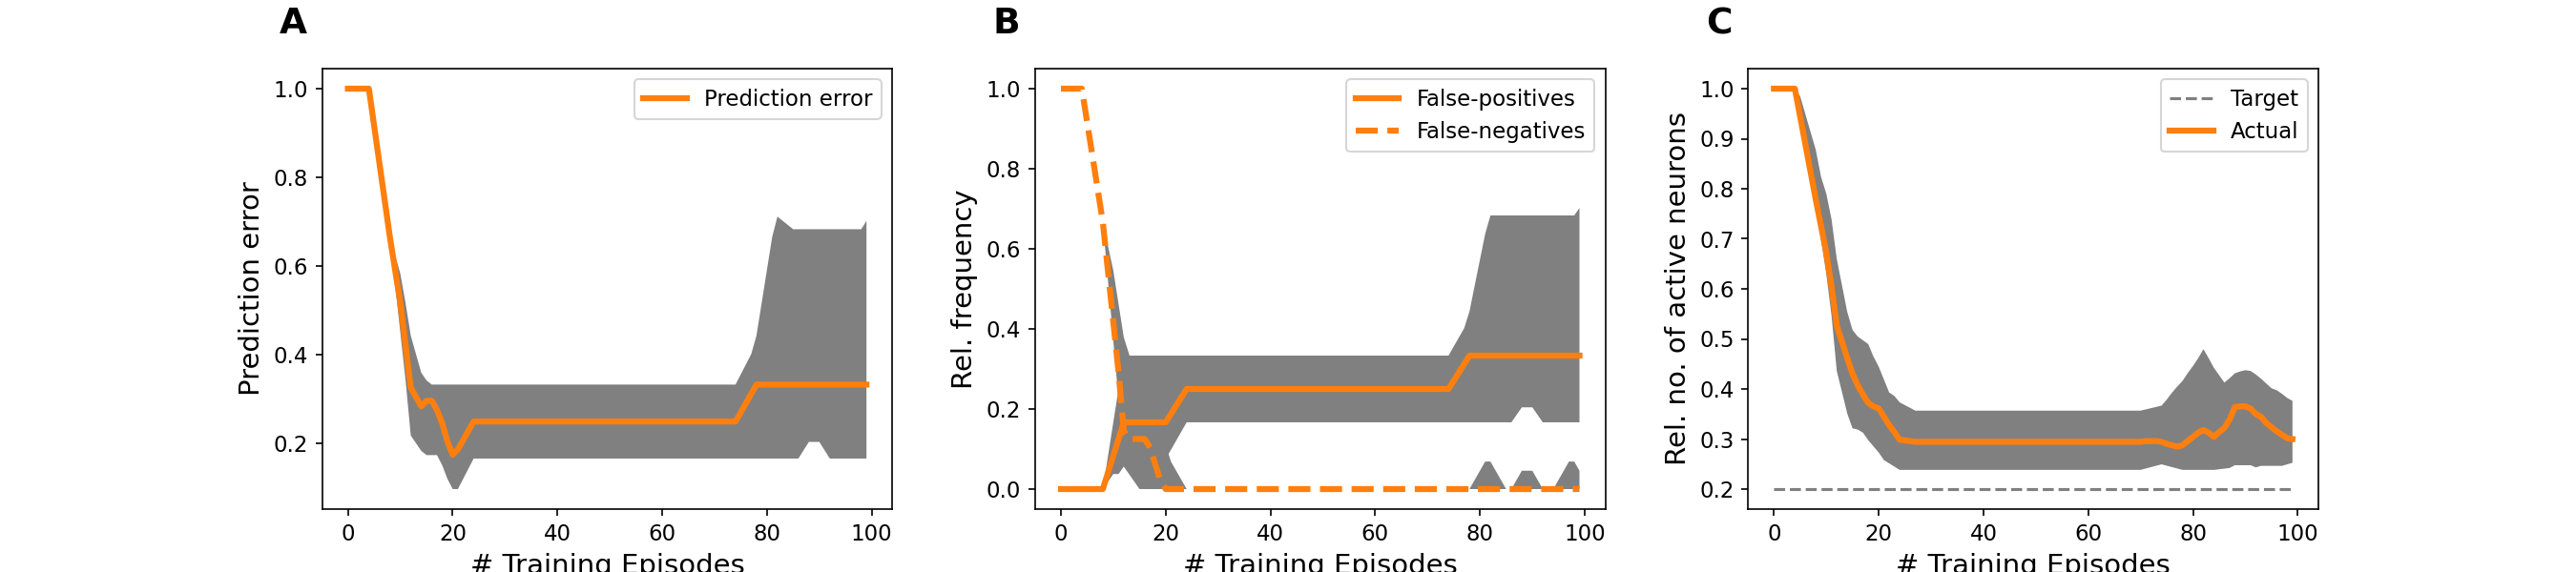 A
Prediction error
1.0
0.8
0.6
0.4
0.2
0
20
40
60
80
100
# Training Episodes
Prediction error
B
False-positives
False-negatives
1.0
0.8
0.6
0.4
0.2
0.0
0
20
40
60
80
100
# Training Episodes
Rel. frequency
C
Target
Actual
1.0
0.9
0.8
0.7
0.6
0.5
0.4
0.3
0.2
0
20
40
60
80
100
# Training Episodes
Rel. no. of active neurons